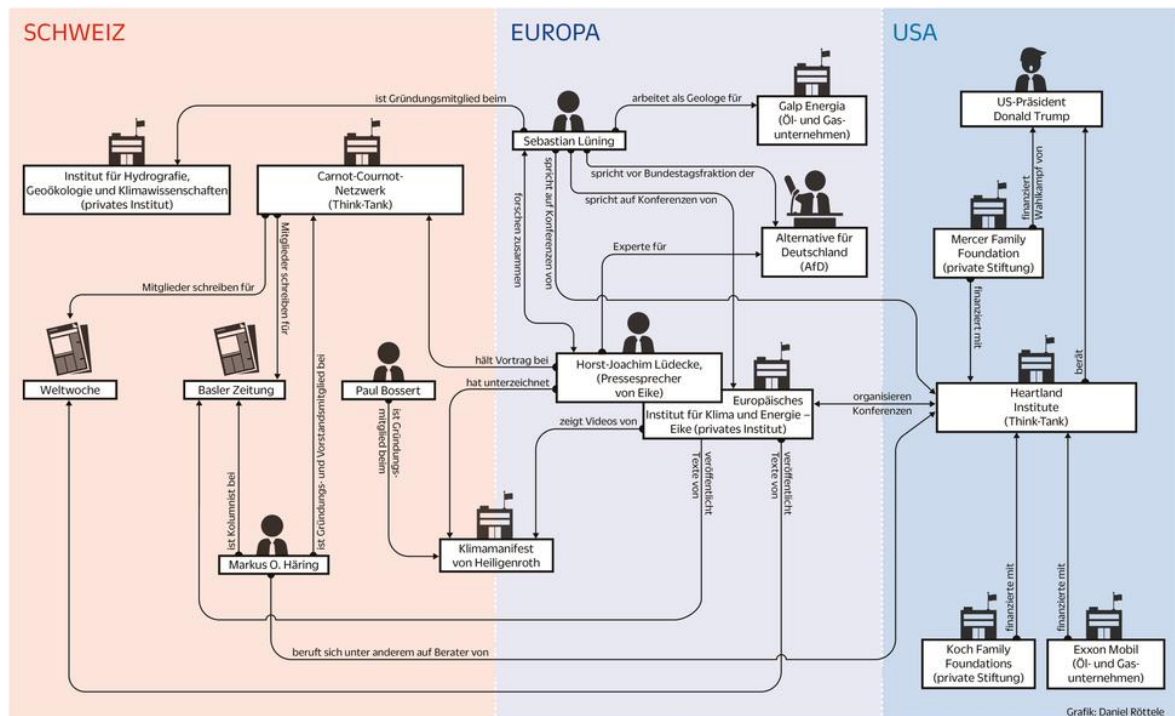 SCHWEIZ
EUROPA
USA
ist Gründungsmitglied beim
arbeitet als Geologe für
Galp Energia
(Öl- und Gas-
unternehmen)
US-Präsident
Donald Trump
Sebastian Lüning
Institut für Hydrografie,
Geoökologie und Klimawissenschaften
(privates Institut)
Carnot-Cournot-
Netzwerk
(Think-Tank)
spricht vor Bundestagsfraktion der
spricht auf Konferenzen von
spricht auf Konferenzen von
forschen zusammen
finanziert
Wahlkampf von
Mercer Family
Foundation
(private Stiftung)
Alternative für
Deutschland
(AfD)
Experte für
Mitglieder schreiben für
Mitglieder schreiben für
finanziert mit
berät
Weltwoche
Basler Zeitung
Paul Bossert
hält Vortrag bei
hat unterzeichnet
Horst-Joachim Lüdecke,
(Pressesprecher
von Eike)
Europäisches
Institut für Klima und Energie –
Eike (privates Institut)
organisieren
Konferenzen
Heartland
Institute
(Think-Tank)
zeigt Videos von
ist Gründungs-
mitglied beim
ist Kolumnist bei
ist Gründungs- und Vorstandsmitglied bei
veröffentlicht
Texte von
veröffentlicht
Texte von
Markus O. Häring
Klimamanifest
von Heiligenroth
finanzierte mit
finanzierte mit
beruft sich unter anderem auf Berater von
Koch Family
Foundations
(private Stiftung)
Exxon Mobil
(Öl- und Gas-
unternehmen)
Grafik: Daniel Röttele